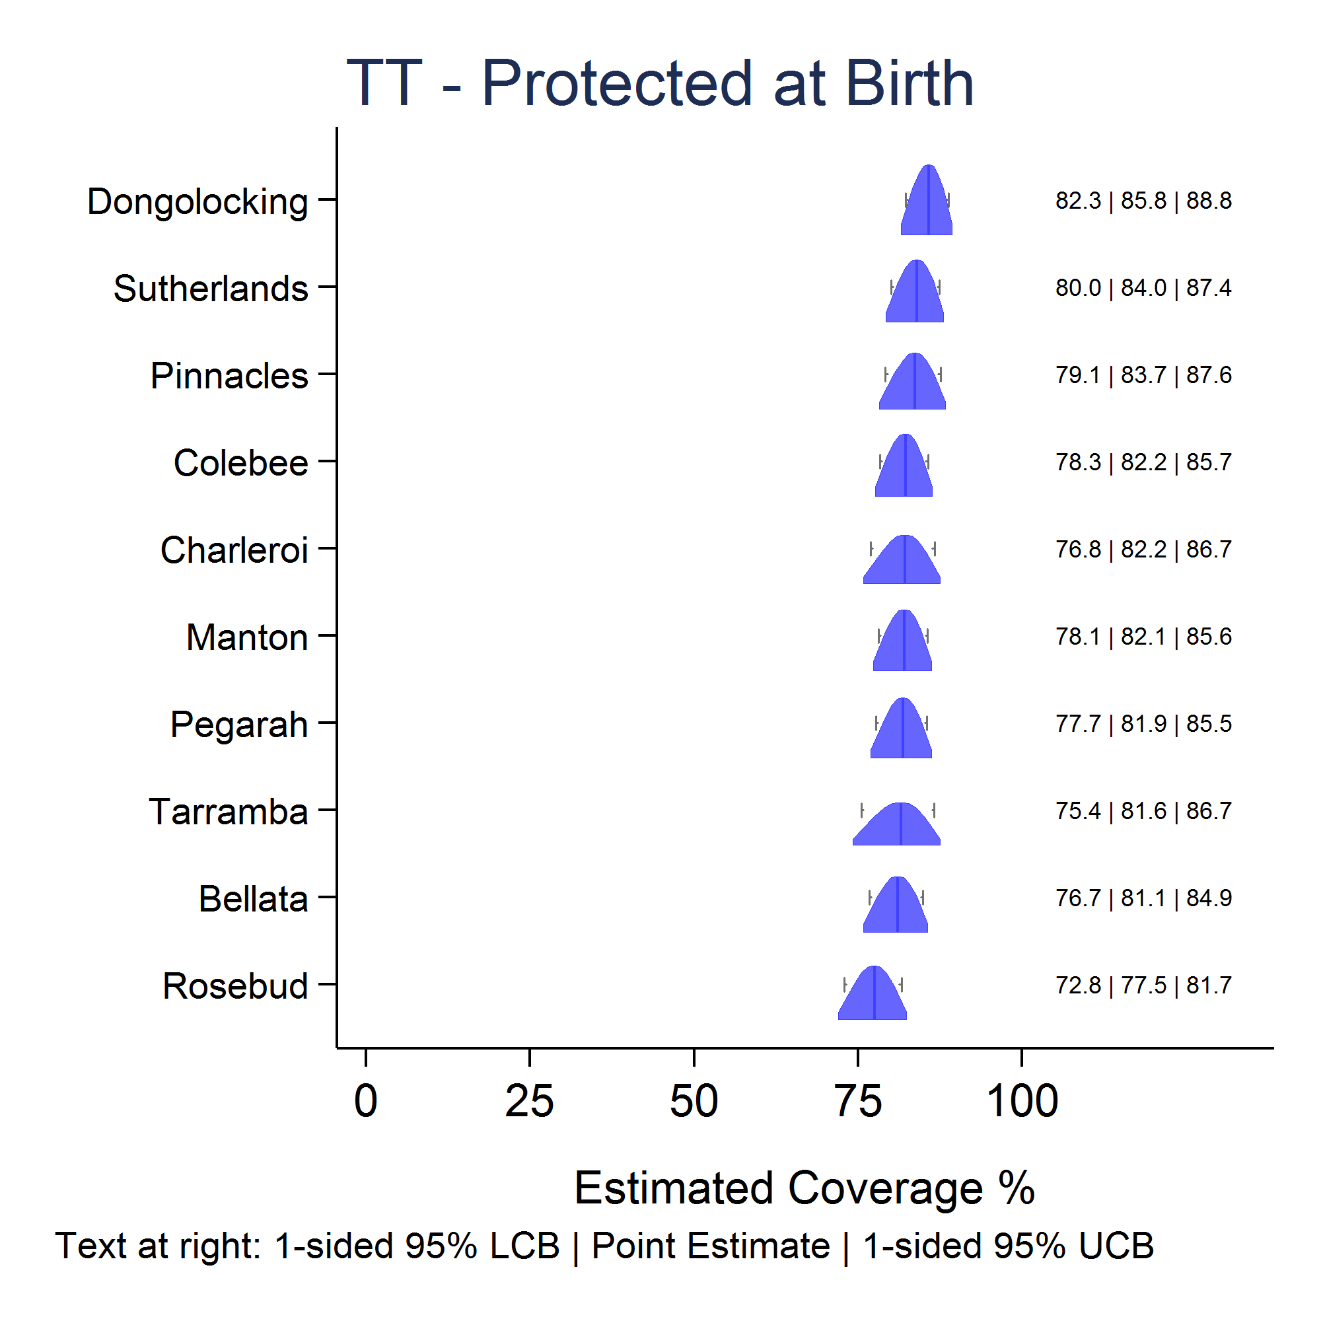 TT - Protected at Birth
Dongolocking 82.3 | 85.8 | 88.8
Sutherlands 80.0 | 84.0 | 87.4
Pinnacles 79.1 | 83.7 | 87.6
Colebee 78.3 | 82.2 | 85.7
Charleroi 76.8 | 82.2 | 86.7
Manton 78.1 | 82.1 | 85.6
Pegarah 77.7 | 81.9 | 85.5
Tarramba 75.4 | 81.6 | 86.7
Bellata 76.7 | 81.1 | 84.9
Rosebud 72.8 | 77.5 | 81.7
0 25 50 75 100
Estimated Coverage %
Text at right: 1-sided 95% LCB | Point Estimate | 1-sided 95% UCB